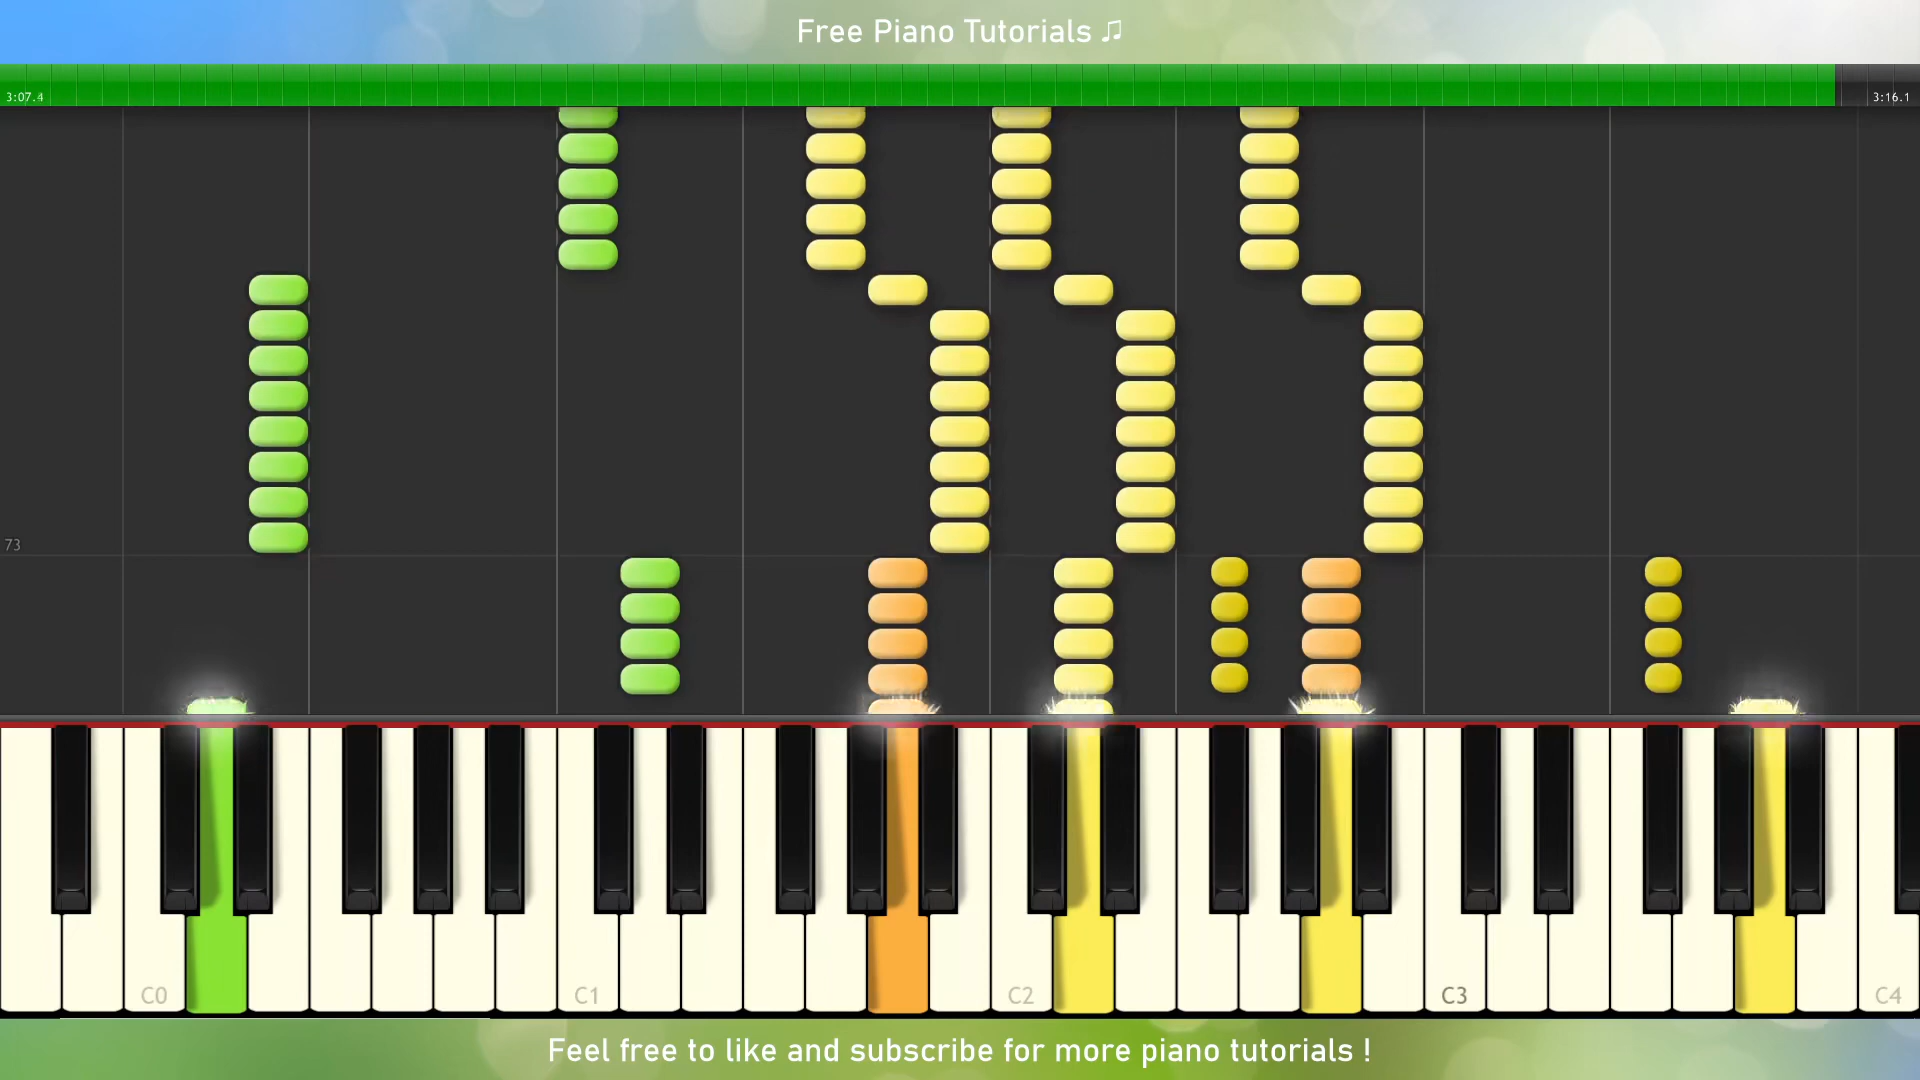 Free Piano Tutorials ♫
3:07.4
3:16.1
73
C0
C1
C2
C3
C4
Feel free to like and subscribe for more piano tutorials !